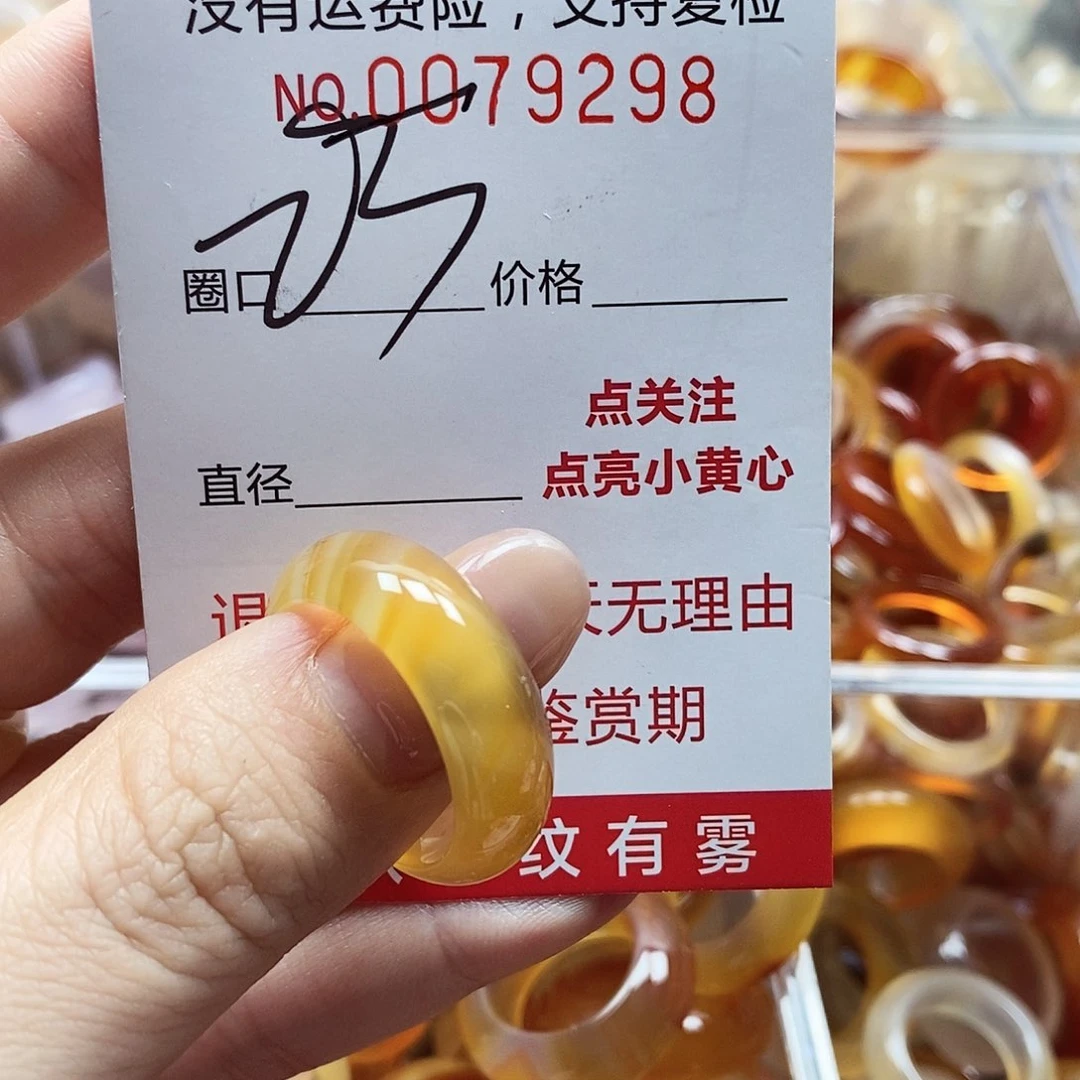 没有运费险，支持复检
NO.0079298
圈口 价格
点关注
点亮小黄心
直径
退 天无理由
鉴赏期
纹有雾